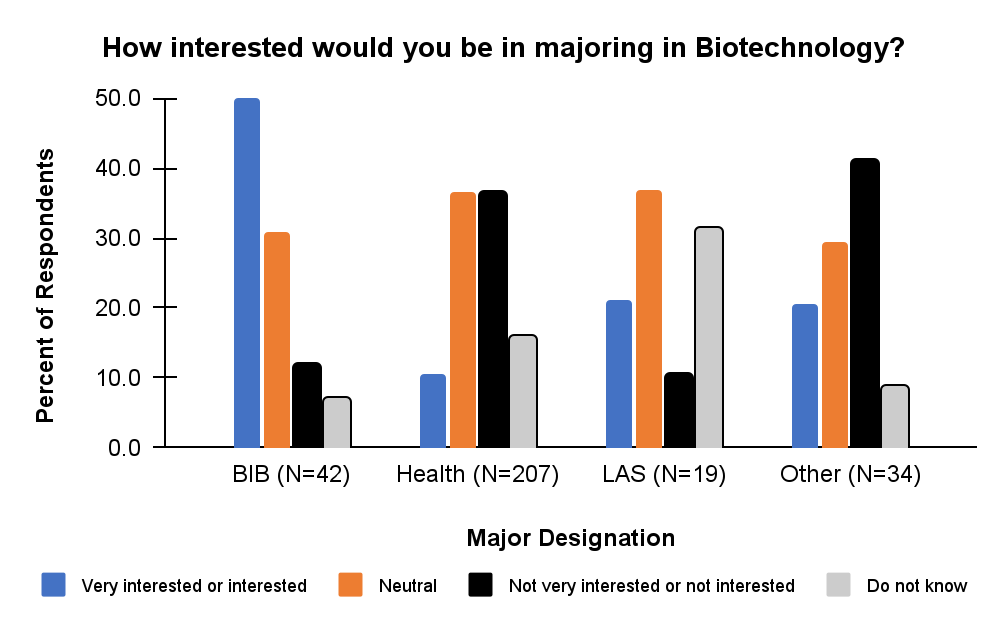 How interested would you be in majoring in Biotechnology?
Percent of Respondents
50.0
40.0
30.0
20.0
10.0
0.0
BIB (N=42) Health (N=207) LAS (N=19) Other (N=34)
Major Designation
Very interested or interested Neutral Not very interested or not interested Do not know